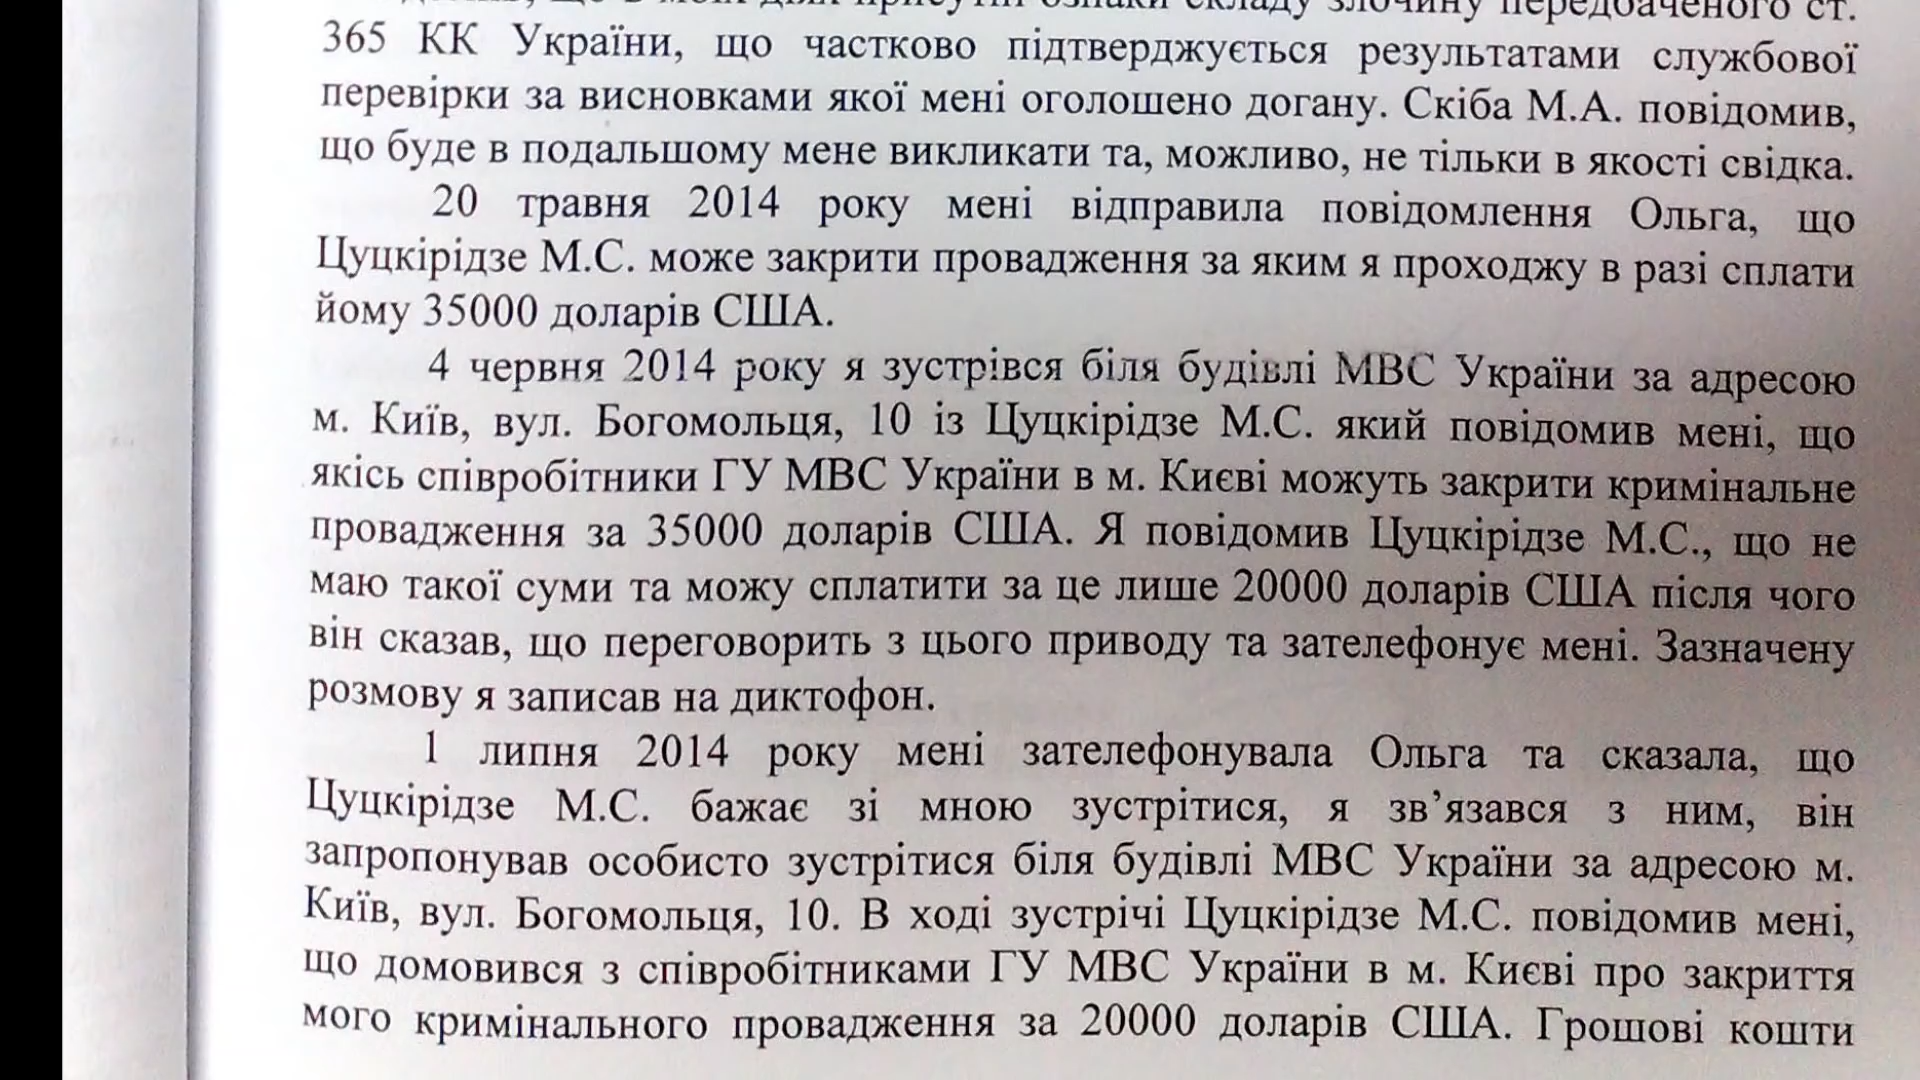 що в моїх діях присутні ознаки складу злочину передбаченого ст.
365 КК України, що частково підтверджується результатами службової
перевірки за висновками якої мені оголошено догану. Скіба М.А. повідомив,
що буде в подальшому мене викликати та, можливо, не тільки в якості свідка.
20 травня 2014 року мені відправила повідомлення Ольга, що
Цуцкірідзе М.С. може закрити провадження за яким я проходжу в разі сплати
йому 35000 доларів США.
4 червня 2014 року я зустрівся біля будівлі МВС України за адресою
м. Київ, вул. Богомольця, 10 із Цуцкірідзе М.С. який повідомив мені, що
якісь співробітники ГУ МВС України в м. Києві можуть закрити кримінальне
провадження за 35000 доларів США. Я повідомив Цуцкірідзе М.С., що не
маю такої суми та можу сплатити за це лише 20000 доларів США після чого
він сказав, що переговорить з цього приводу та зателефонує мені. Зазначену
розмову я записав на диктофон.
1 липня 2014 року мені зателефонувала Ольга та сказала, що
Цуцкірідзе М.С. бажає зі мною зустрітися, я зв’язався з ним, він
запропонував особисто зустрітися біля будівлі МВС України за адресою м.
Київ, вул. Богомольця, 10. В ході зустрічі Цуцкірідзе М.С. повідомив мені,
що домовився з співробітниками ГУ МВС України в м. Києві про закриття
мого кримінального провадження за 20000 доларів США. Грошові кошти